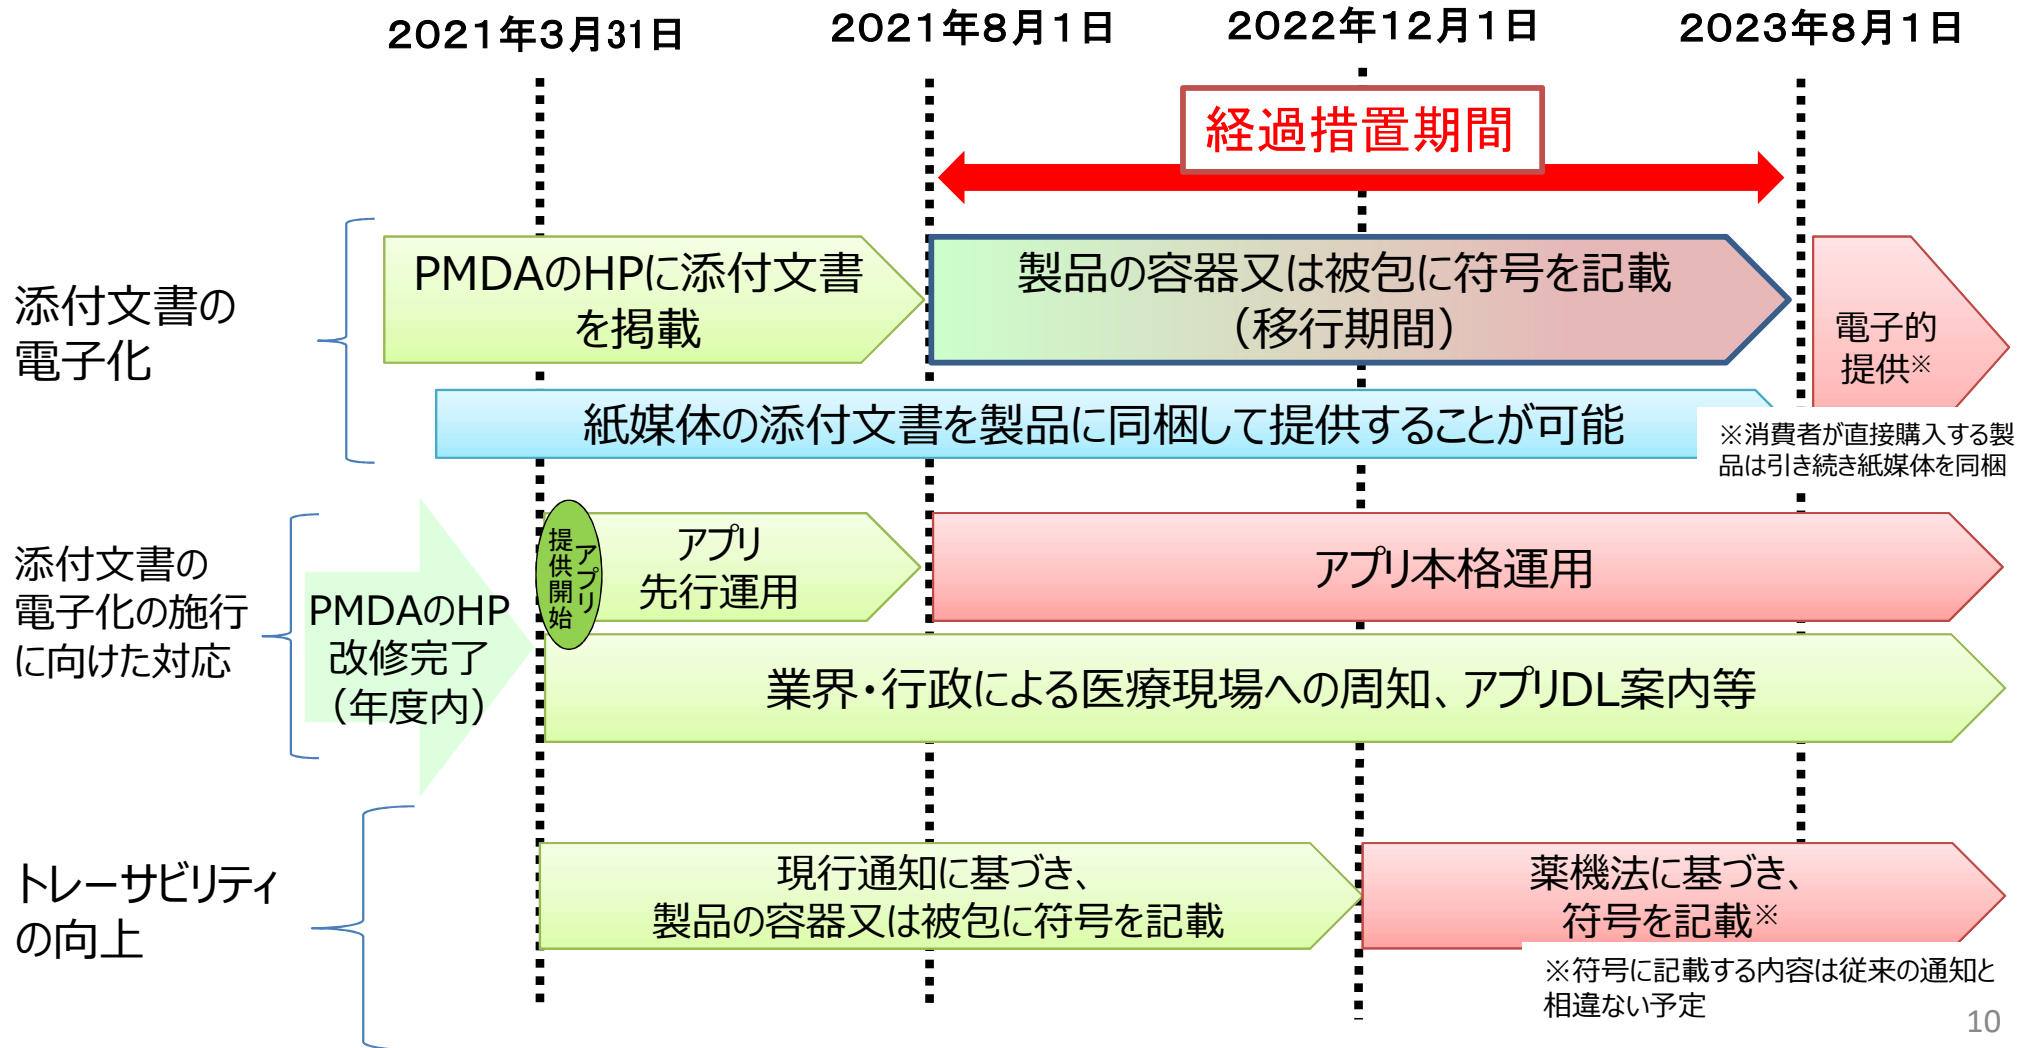 2021年3月31日
2021年8月1日
2022年12月1日
2023年8月1日
経過措置期間
添付文書の
電子化
PMDAのHPに添付文書
を掲載
製品の容器又は被包に符号を記載
（移行期間）
電子的
提供※
紙媒体の添付文書を製品に同梱して提供することが可能
※消費者が直接購入する製
品は引き続き紙媒体を同梱
添付文書の
電子化の施行
に向けた対応
PMDAのHP
改修完了
（年度内）
アプリ
提供開始
アプリ
先行運用
アプリ本格運用
業界・行政による医療現場への周知、アプリDL案内等
トレーサビリティ
の向上
現行通知に基づき、
製品の容器又は被包に符号を記載
薬機法に基づき、
符号を記載※
※符号に記載する内容は従来の通知と
相違ない予定
10